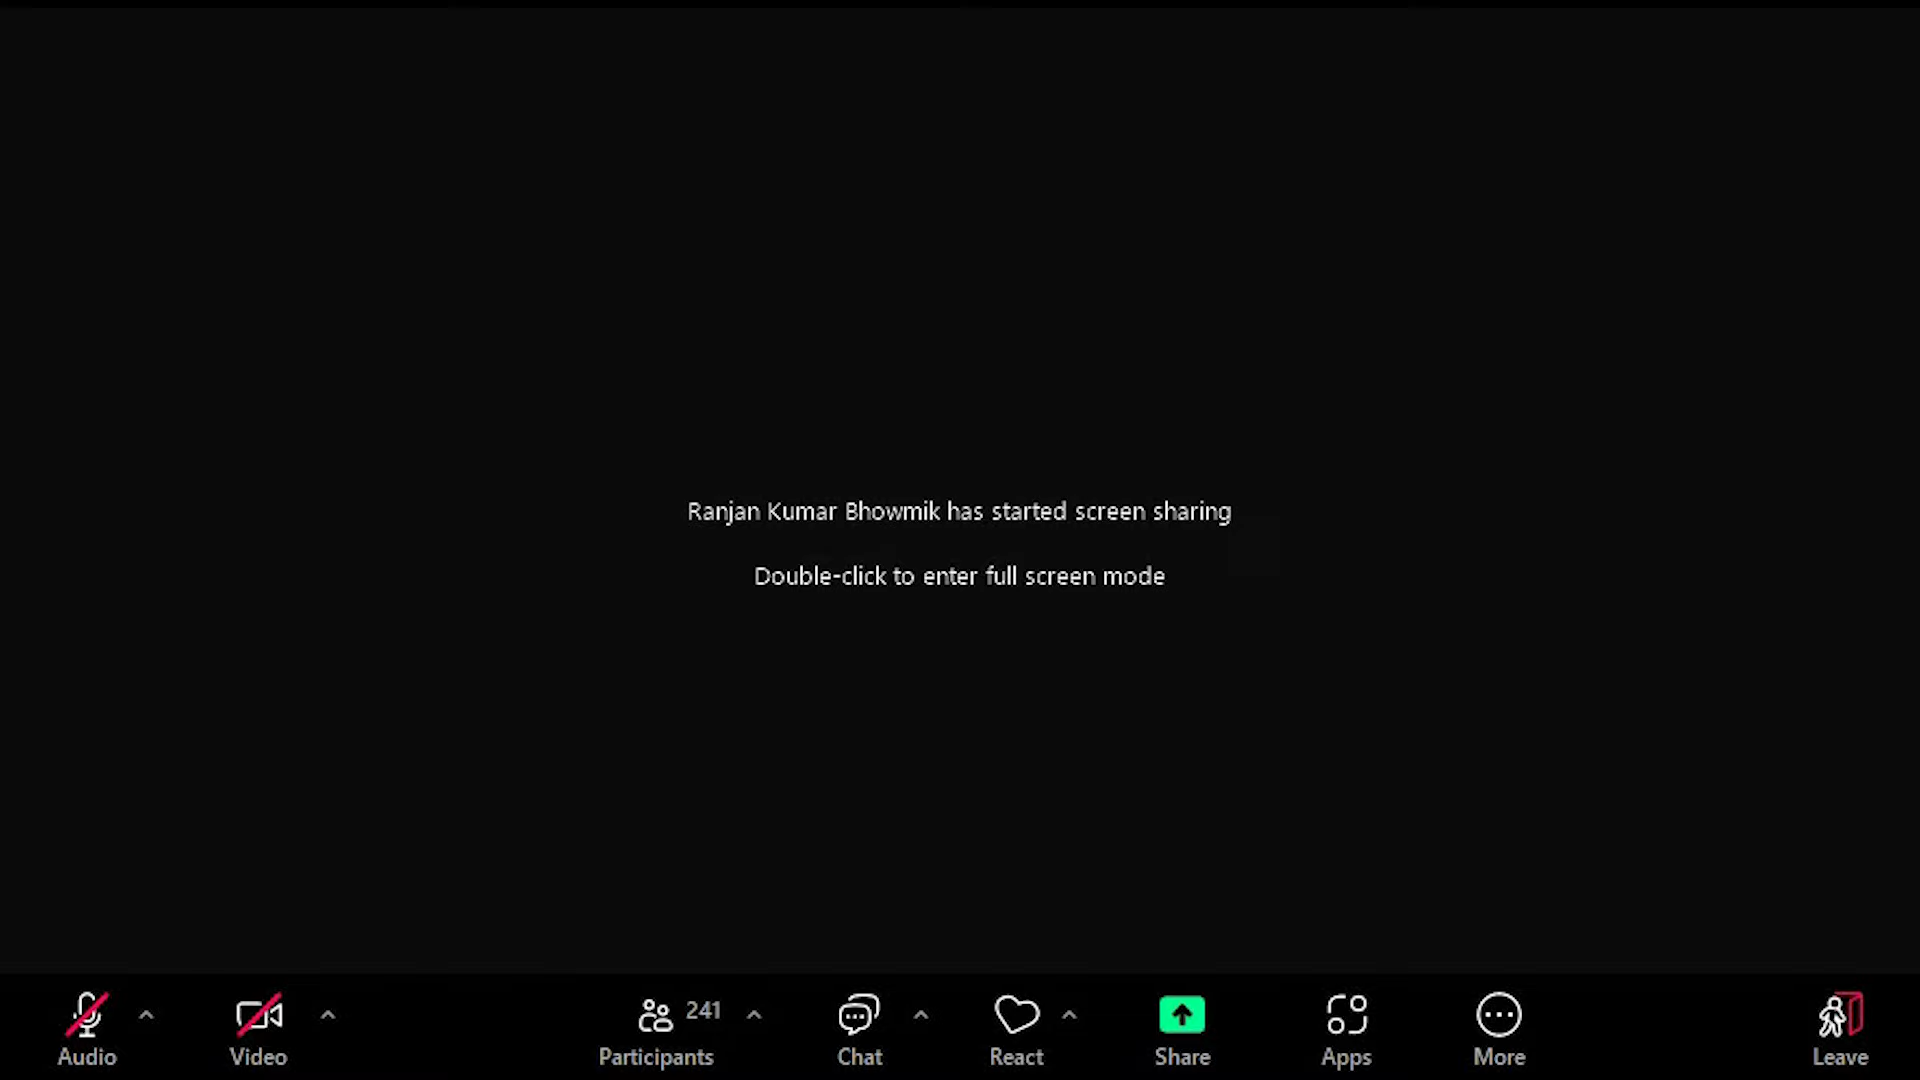 Ranjan Kumar Bhowmik has started screen sharing
Double-click to enter full screen mode
241
Audio
Video
Participants
Chat
React
Share
Apps
More
Leave